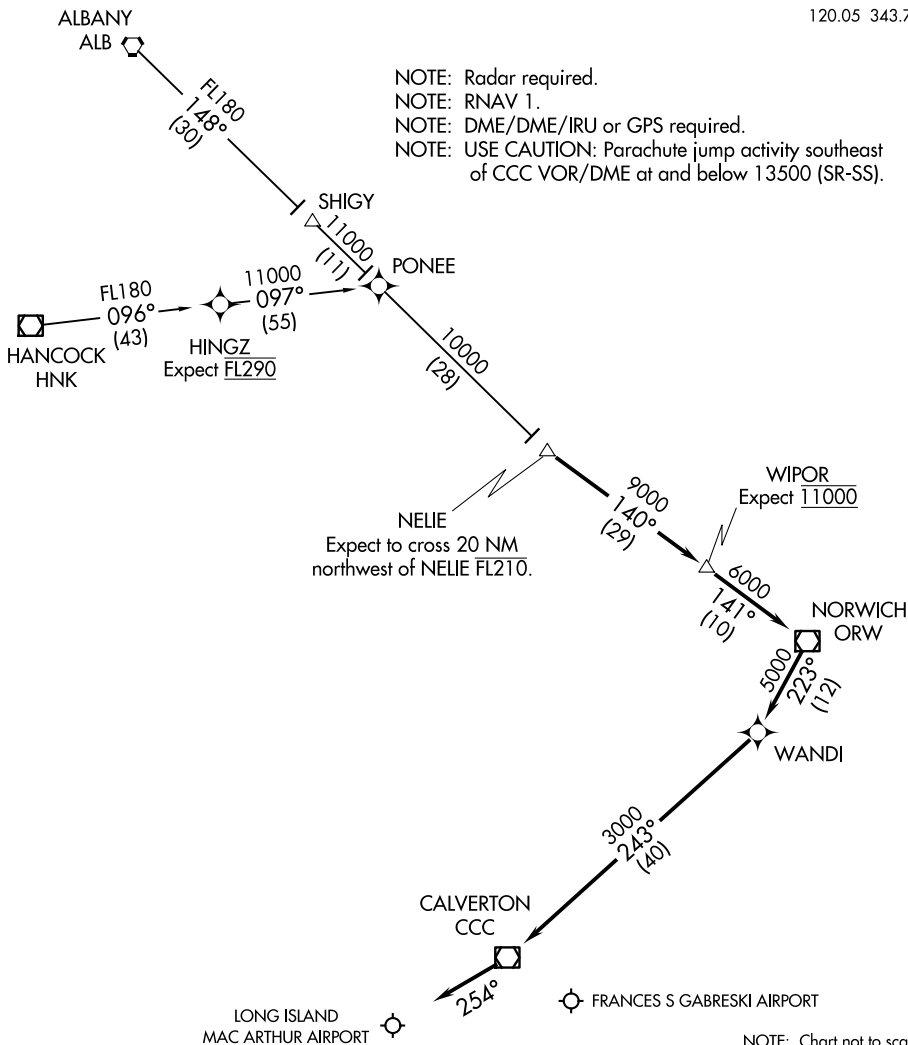 120.05 343.7
ALBANY
ALB
FL180
148°
(30)
NOTE: Radar required.
NOTE: RNAV 1.
NOTE: DME/DME/IRU or GPS required.
NOTE: USE CAUTION: Parachute jump activity southeast
of CCC VOR/DME at and below 13500 (SR-SS).
SHIGY
11000
(11)
PONEE
FL180
096°
(43)
11000
097°
(55)
HANCOCK
HNK
HINGZ
Expect FL290
10000
(28)
NELIE
Expect to cross 20 NM
northwest of NELIE FL210.
9000
140°
(29)
WIPOR
Expect 11000
6000
141°
(10)
NORWICH
ORW
5000
223°
(12)
WANDI
3000
243°
(40)
CALVERTON
CCC
254°
FRANCES S GABRESKI AIRPORT
LONG ISLAND
MAC ARTHUR AIRPORT
NOTE: Chart not to